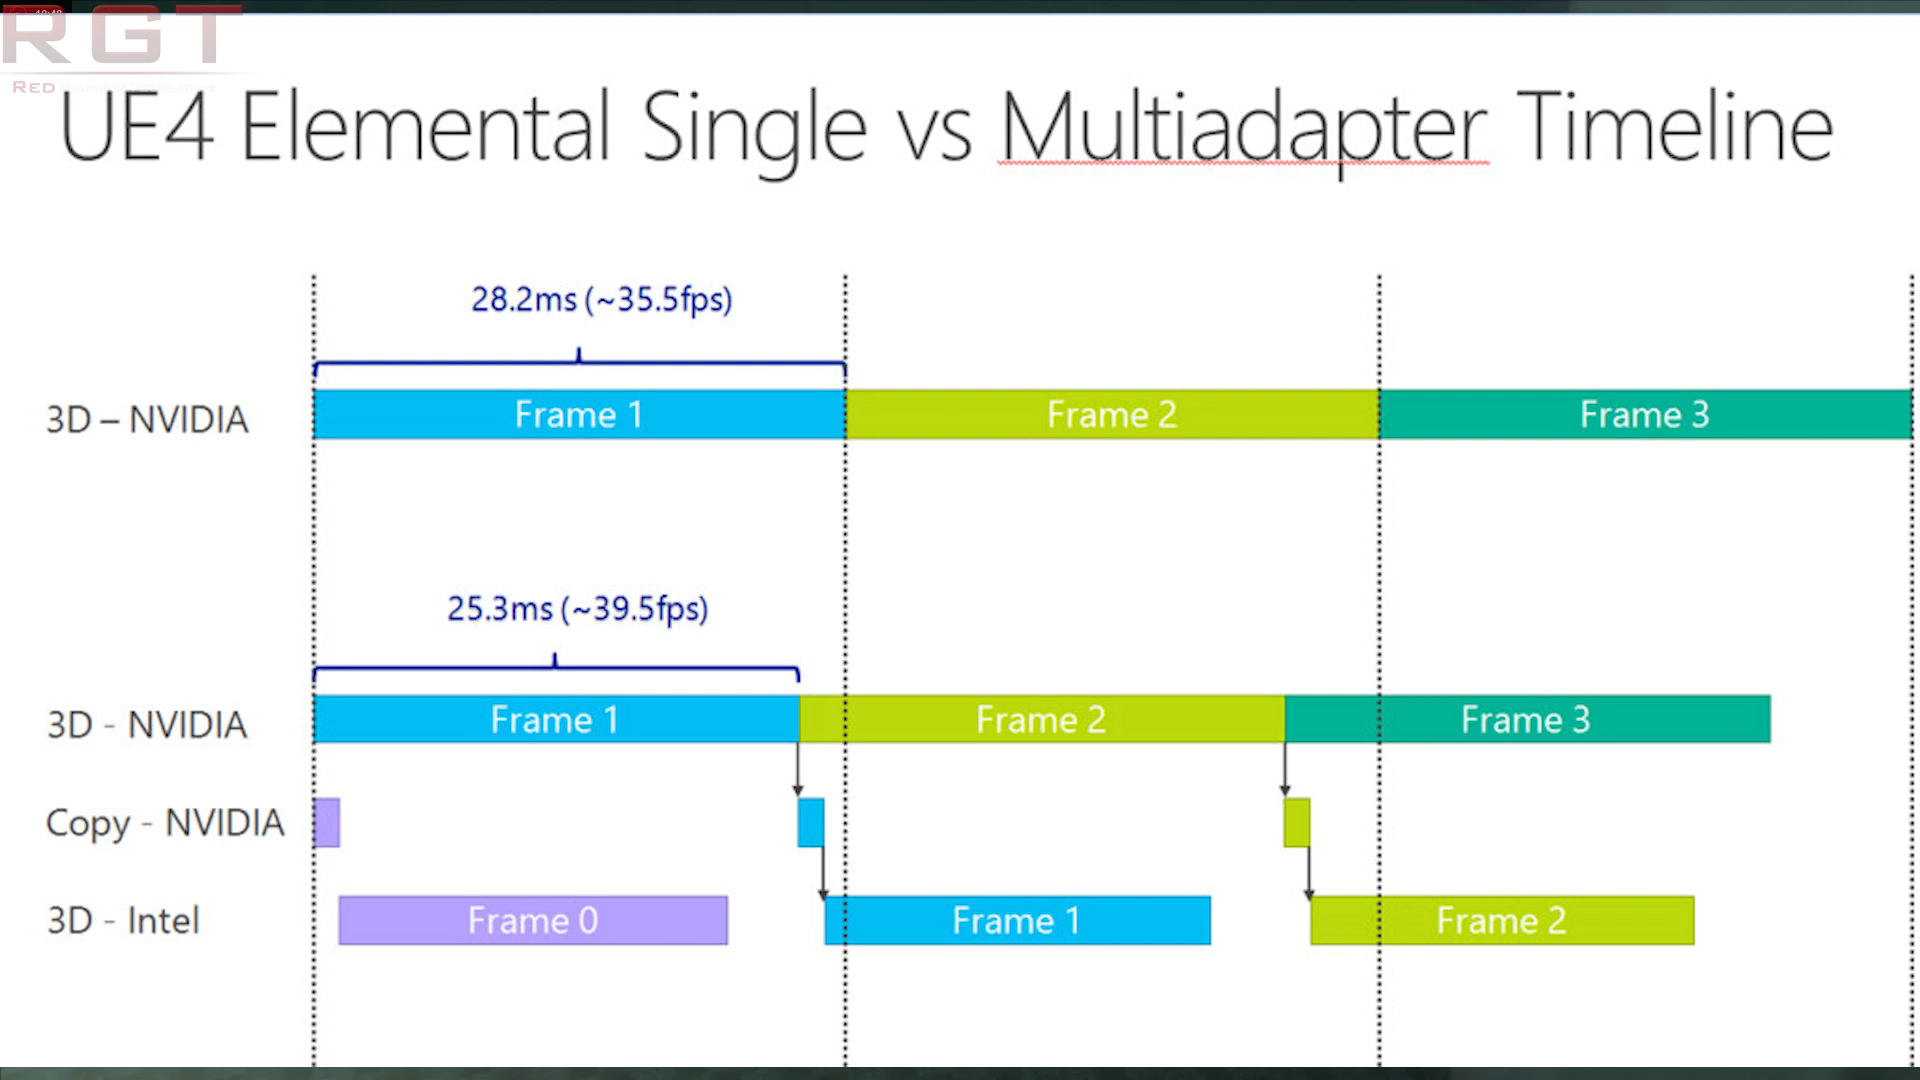 RGT
RED
UE4 Elemental Single vs Multiadapter Timeline
28.2ms (~35.5fps)
3D – NVIDIA
Frame 1
Frame 2
Frame 3
25.3ms (~39.5fps)
3D - NVIDIA
Frame 1
Frame 2
Frame 3
Copy - NVIDIA
3D - Intel
Frame 0
Frame 1
Frame 2